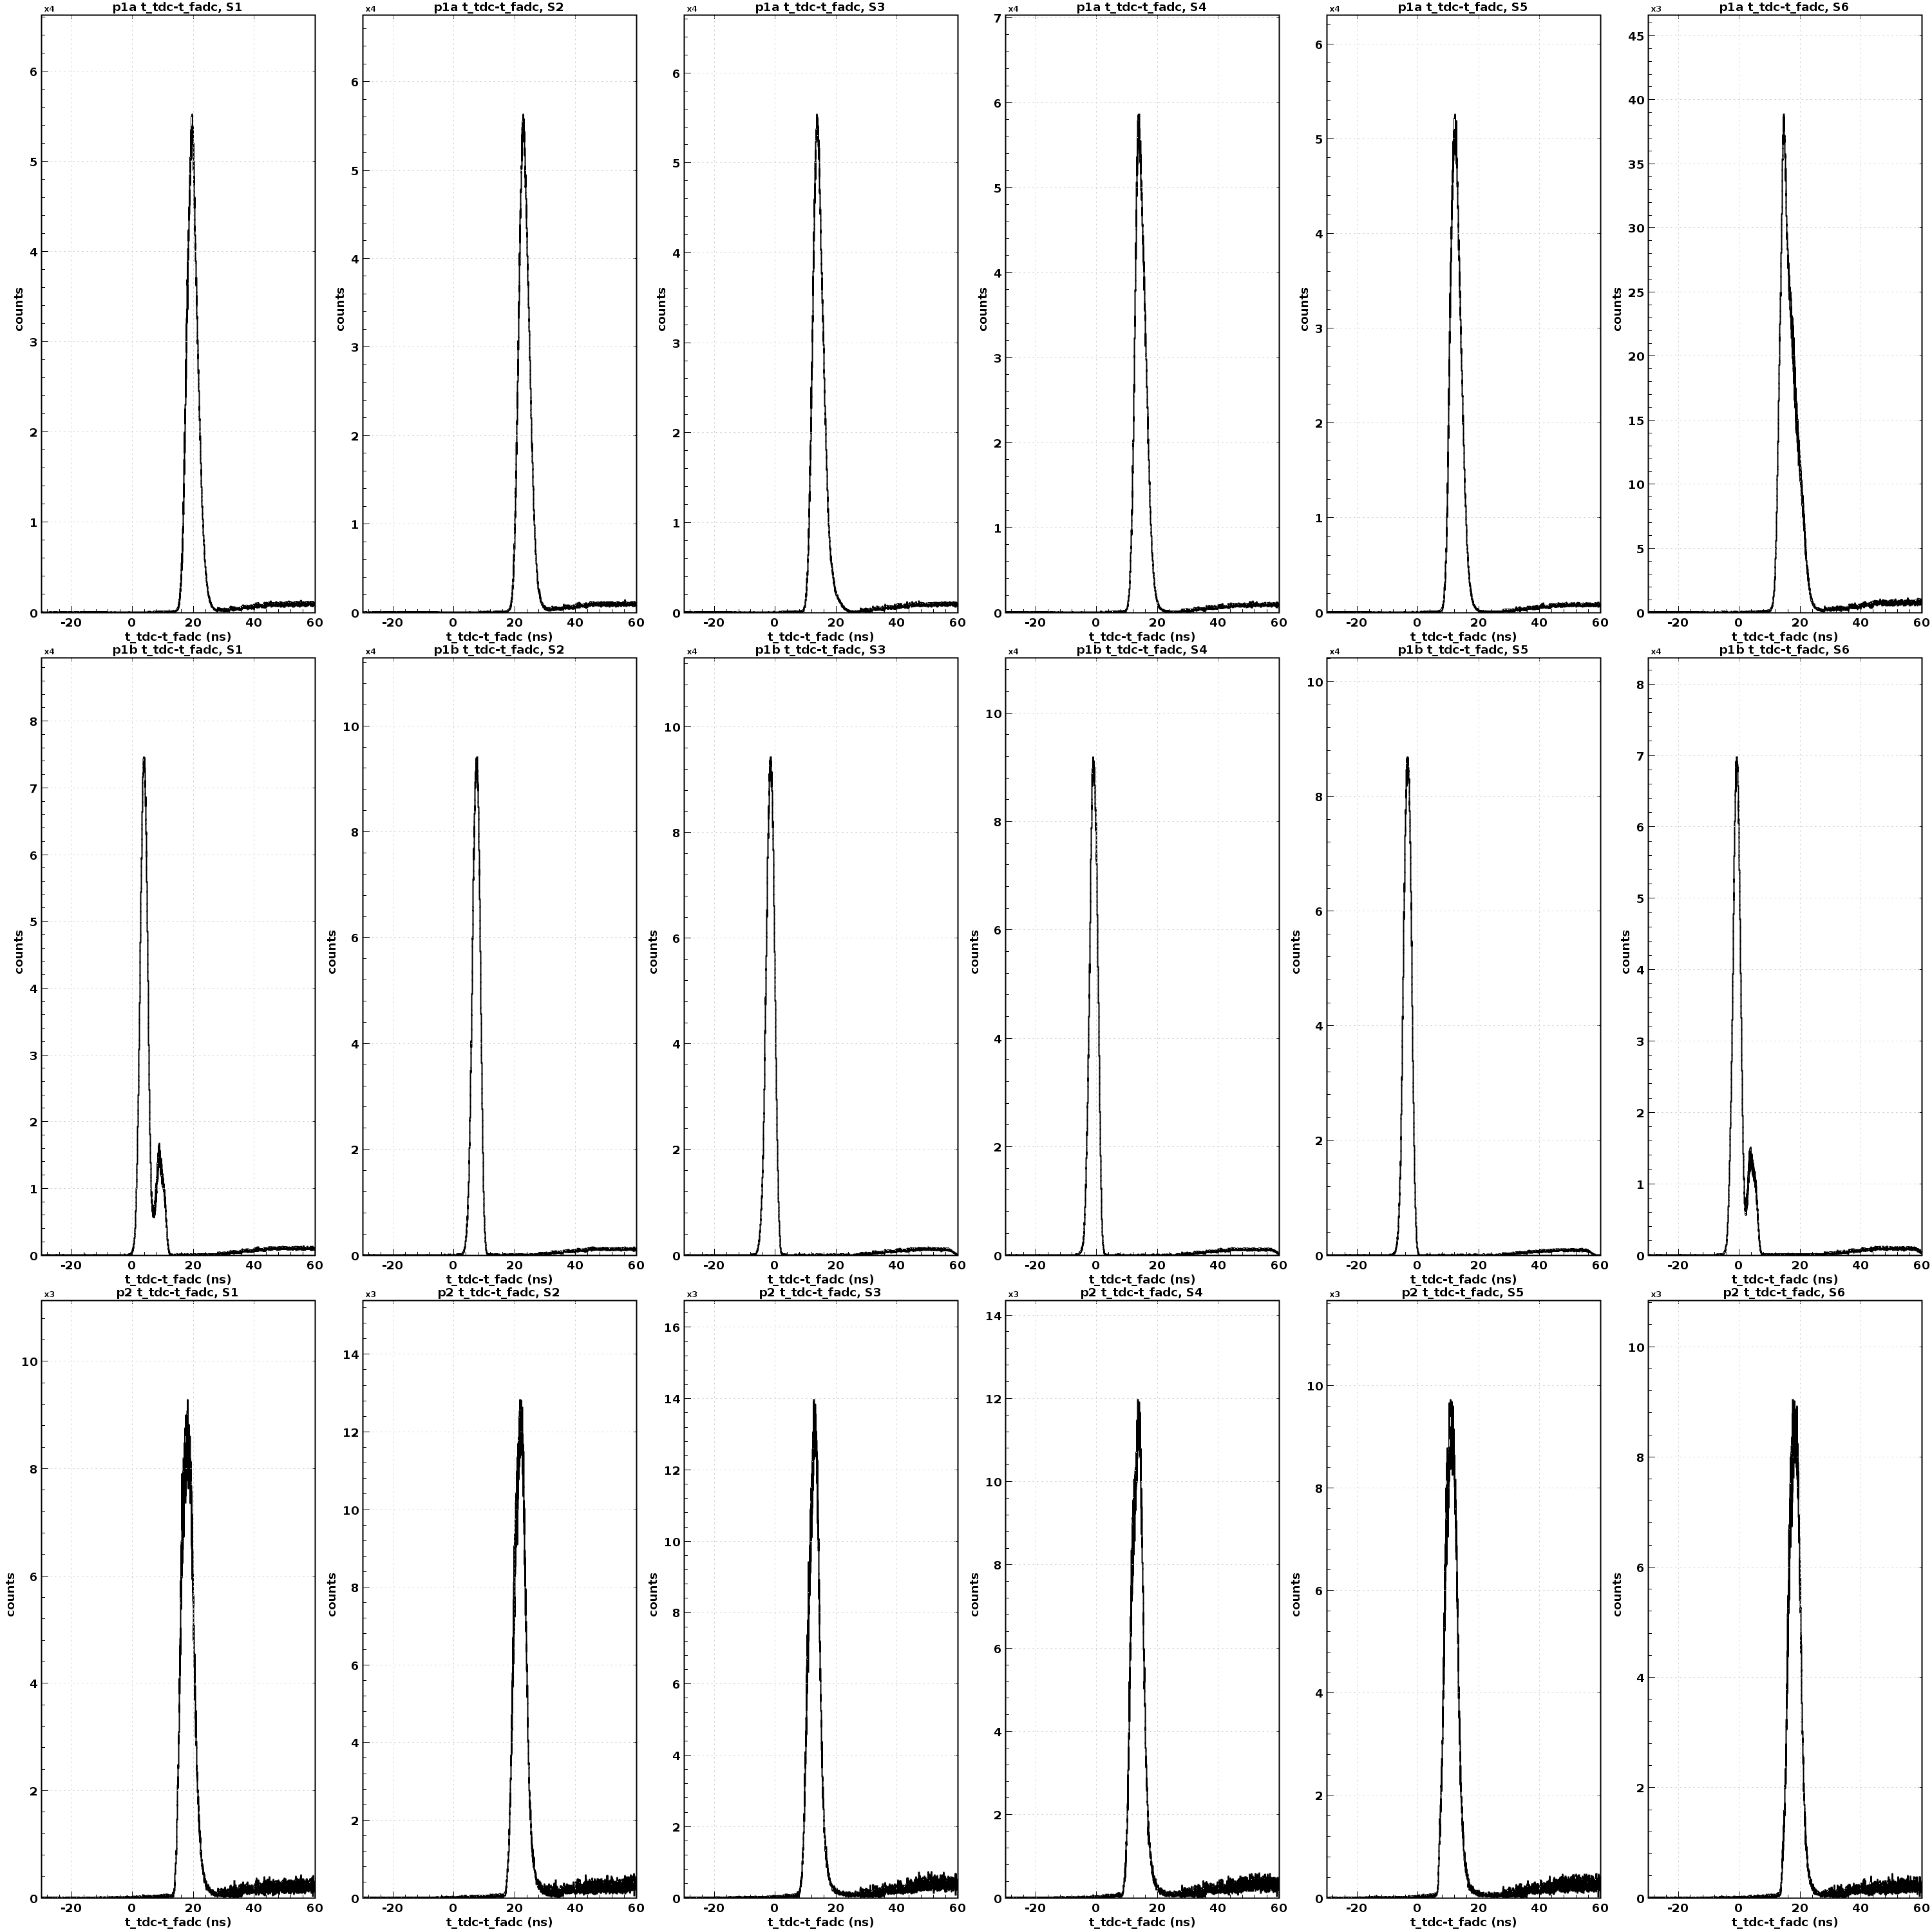 p1a t_tdc-t_fadc, S1
x4
counts
6
5
4
3
2
1
0
-20 0 20 40 60
t_tdc-t_fadc (ns)
p1a t_tdc-t_fadc, S2
x4
counts
6
5
4
3
2
1
0
-20 0 20 40 60
t_tdc-t_fadc (ns)
p1a t_tdc-t_fadc, S3
x4
counts
6
5
4
3
2
1
0
-20 0 20 40 60
t_tdc-t_fadc (ns)
p1a t_tdc-t_fadc, S4
x4
counts
7
6
5
4
3
2
1
0
-20 0 20 40 60
t_tdc-t_fadc (ns)
p1a t_tdc-t_fadc, S5
x4
counts
6
5
4
3
2
1
0
-20 0 20 40 60
t_tdc-t_fadc (ns)
p1a t_tdc-t_fadc, S6
x3
counts
45
40
35
30
25
20
15
10
5
0
-20 0 20 40 60
t_tdc-t_fadc (ns)
p1b t_tdc-t_fadc, S1
x4
counts
8
7
6
5
4
3
2
1
0
-20 0 20 40 60
t_tdc-t_fadc (ns)
p1b t_tdc-t_fadc, S2
x4
counts
10
8
6
4
2
0
-20 0 20 40 60
t_tdc-t_fadc (ns)
p1b t_tdc-t_fadc, S3
x4
counts
10
8
6
4
2
0
-20 0 20 40 60
t_tdc-t_fadc (ns)
p1b t_tdc-t_fadc, S4
x4
counts
10
8
6
4
2
0
-20 0 20 40 60
t_tdc-t_fadc (ns)
p1b t_tdc-t_fadc, S5
x4
counts
10
8
6
4
2
0
-20 0 20 40 60
t_tdc-t_fadc (ns)
p1b t_tdc-t_fadc, S6
x4
counts
8
7
6
5
4
3
2
1
0
-20 0 20 40 60
t_tdc-t_fadc (ns)
p2 t_tdc-t_fadc, S1
x3
counts
10
8
6
4
2
0
-20 0 20 40 60
t_tdc-t_fadc (ns)
p2 t_tdc-t_fadc, S2
x3
counts
14
12
10
8
6
4
2
0
-20 0 20 40 60
t_tdc-t_fadc (ns)
p2 t_tdc-t_fadc, S3
x3
counts
16
14
12
10
8
6
4
2
0
-20 0 20 40 60
t_tdc-t_fadc (ns)
p2 t_tdc-t_fadc, S4
x3
counts
14
12
10
8
6
4
2
0
-20 0 20 40 60
t_tdc-t_fadc (ns)
p2 t_tdc-t_fadc, S5
x3
counts
10
8
6
4
2
0
-20 0 20 40 60
t_tdc-t_fadc (ns)
p2 t_tdc-t_fadc, S6
x3
counts
10
8
6
4
2
0
-20 0 20 40 60
t_tdc-t_fadc (ns)